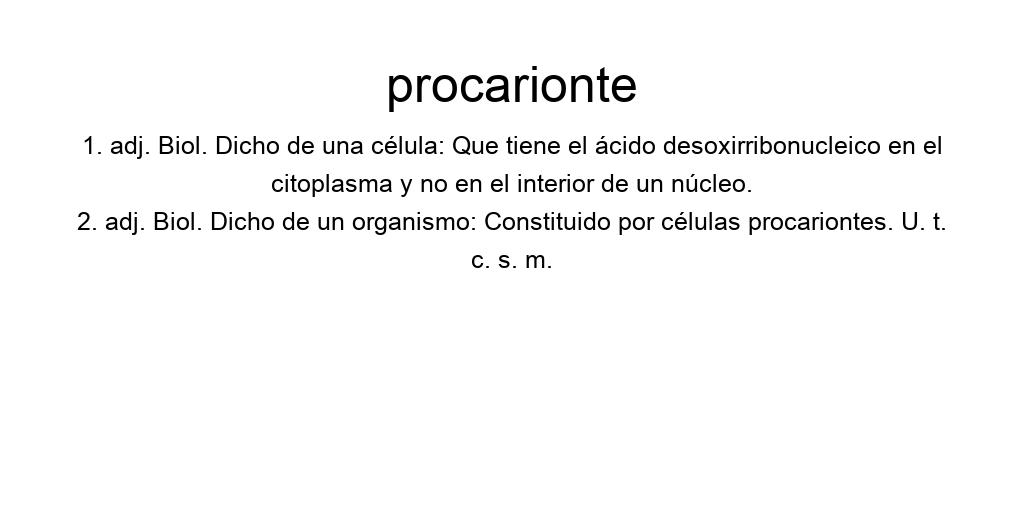 procarionte
1. adj. Biol. Dicho de una célula: Que tiene el ácido desoxirribonucleico en el
citoplasma y no en el interior de un núcleo.
2. adj. Biol. Dicho de un organismo: Constituido por células procariontes. U. t.
c. s. m.